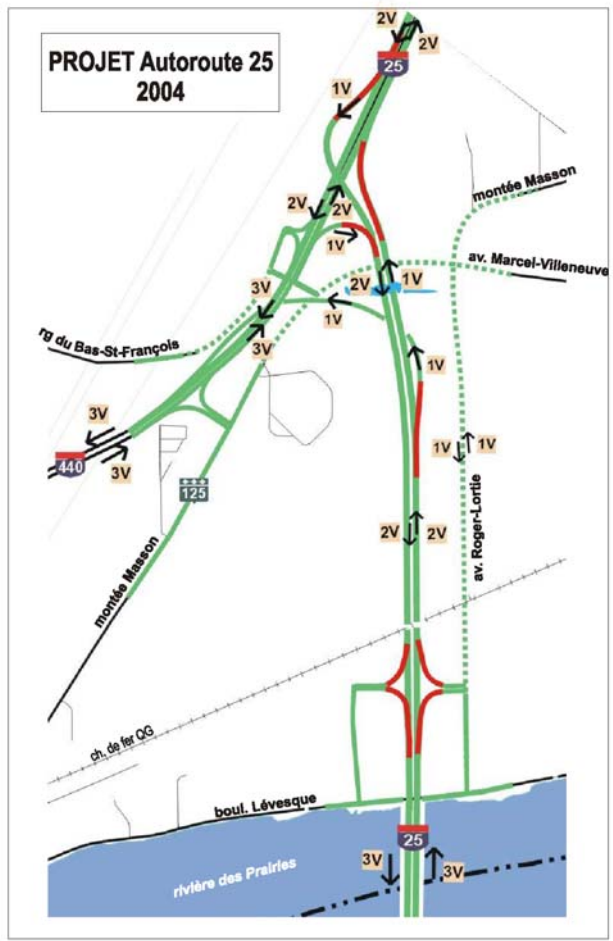 PROJET Autoroute 25
2004
2V
2V
25
1V
2V
2V
1V
montée Masson
av. Marcel-Villeneuve
2V
1V
3V
1V
3V
rg du Bas-St-François
1V
3V
440
3V
125
1V
1V
av. Roger-Lortie
2V
2V
montée Masson
ch. de fer QG
boul. Lévesque
25
3V
3V
rivière des Prairies